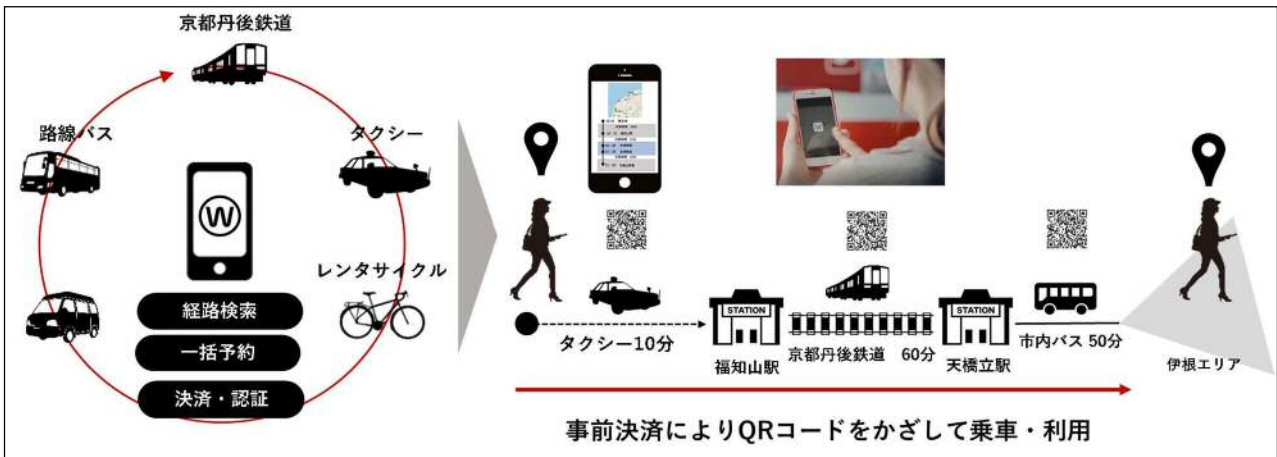 京都丹後鉄道
路線バス
タクシー
W
レンタサイクル
経路検索
一括予約
決済・認証
W
タクシー10分
STATION
福知山駅
京都丹後鉄道 60分
STATION
天橋立駅
市内バス 50分
伊根エリア
事前決済によりQRコードをかざして乗車・利用